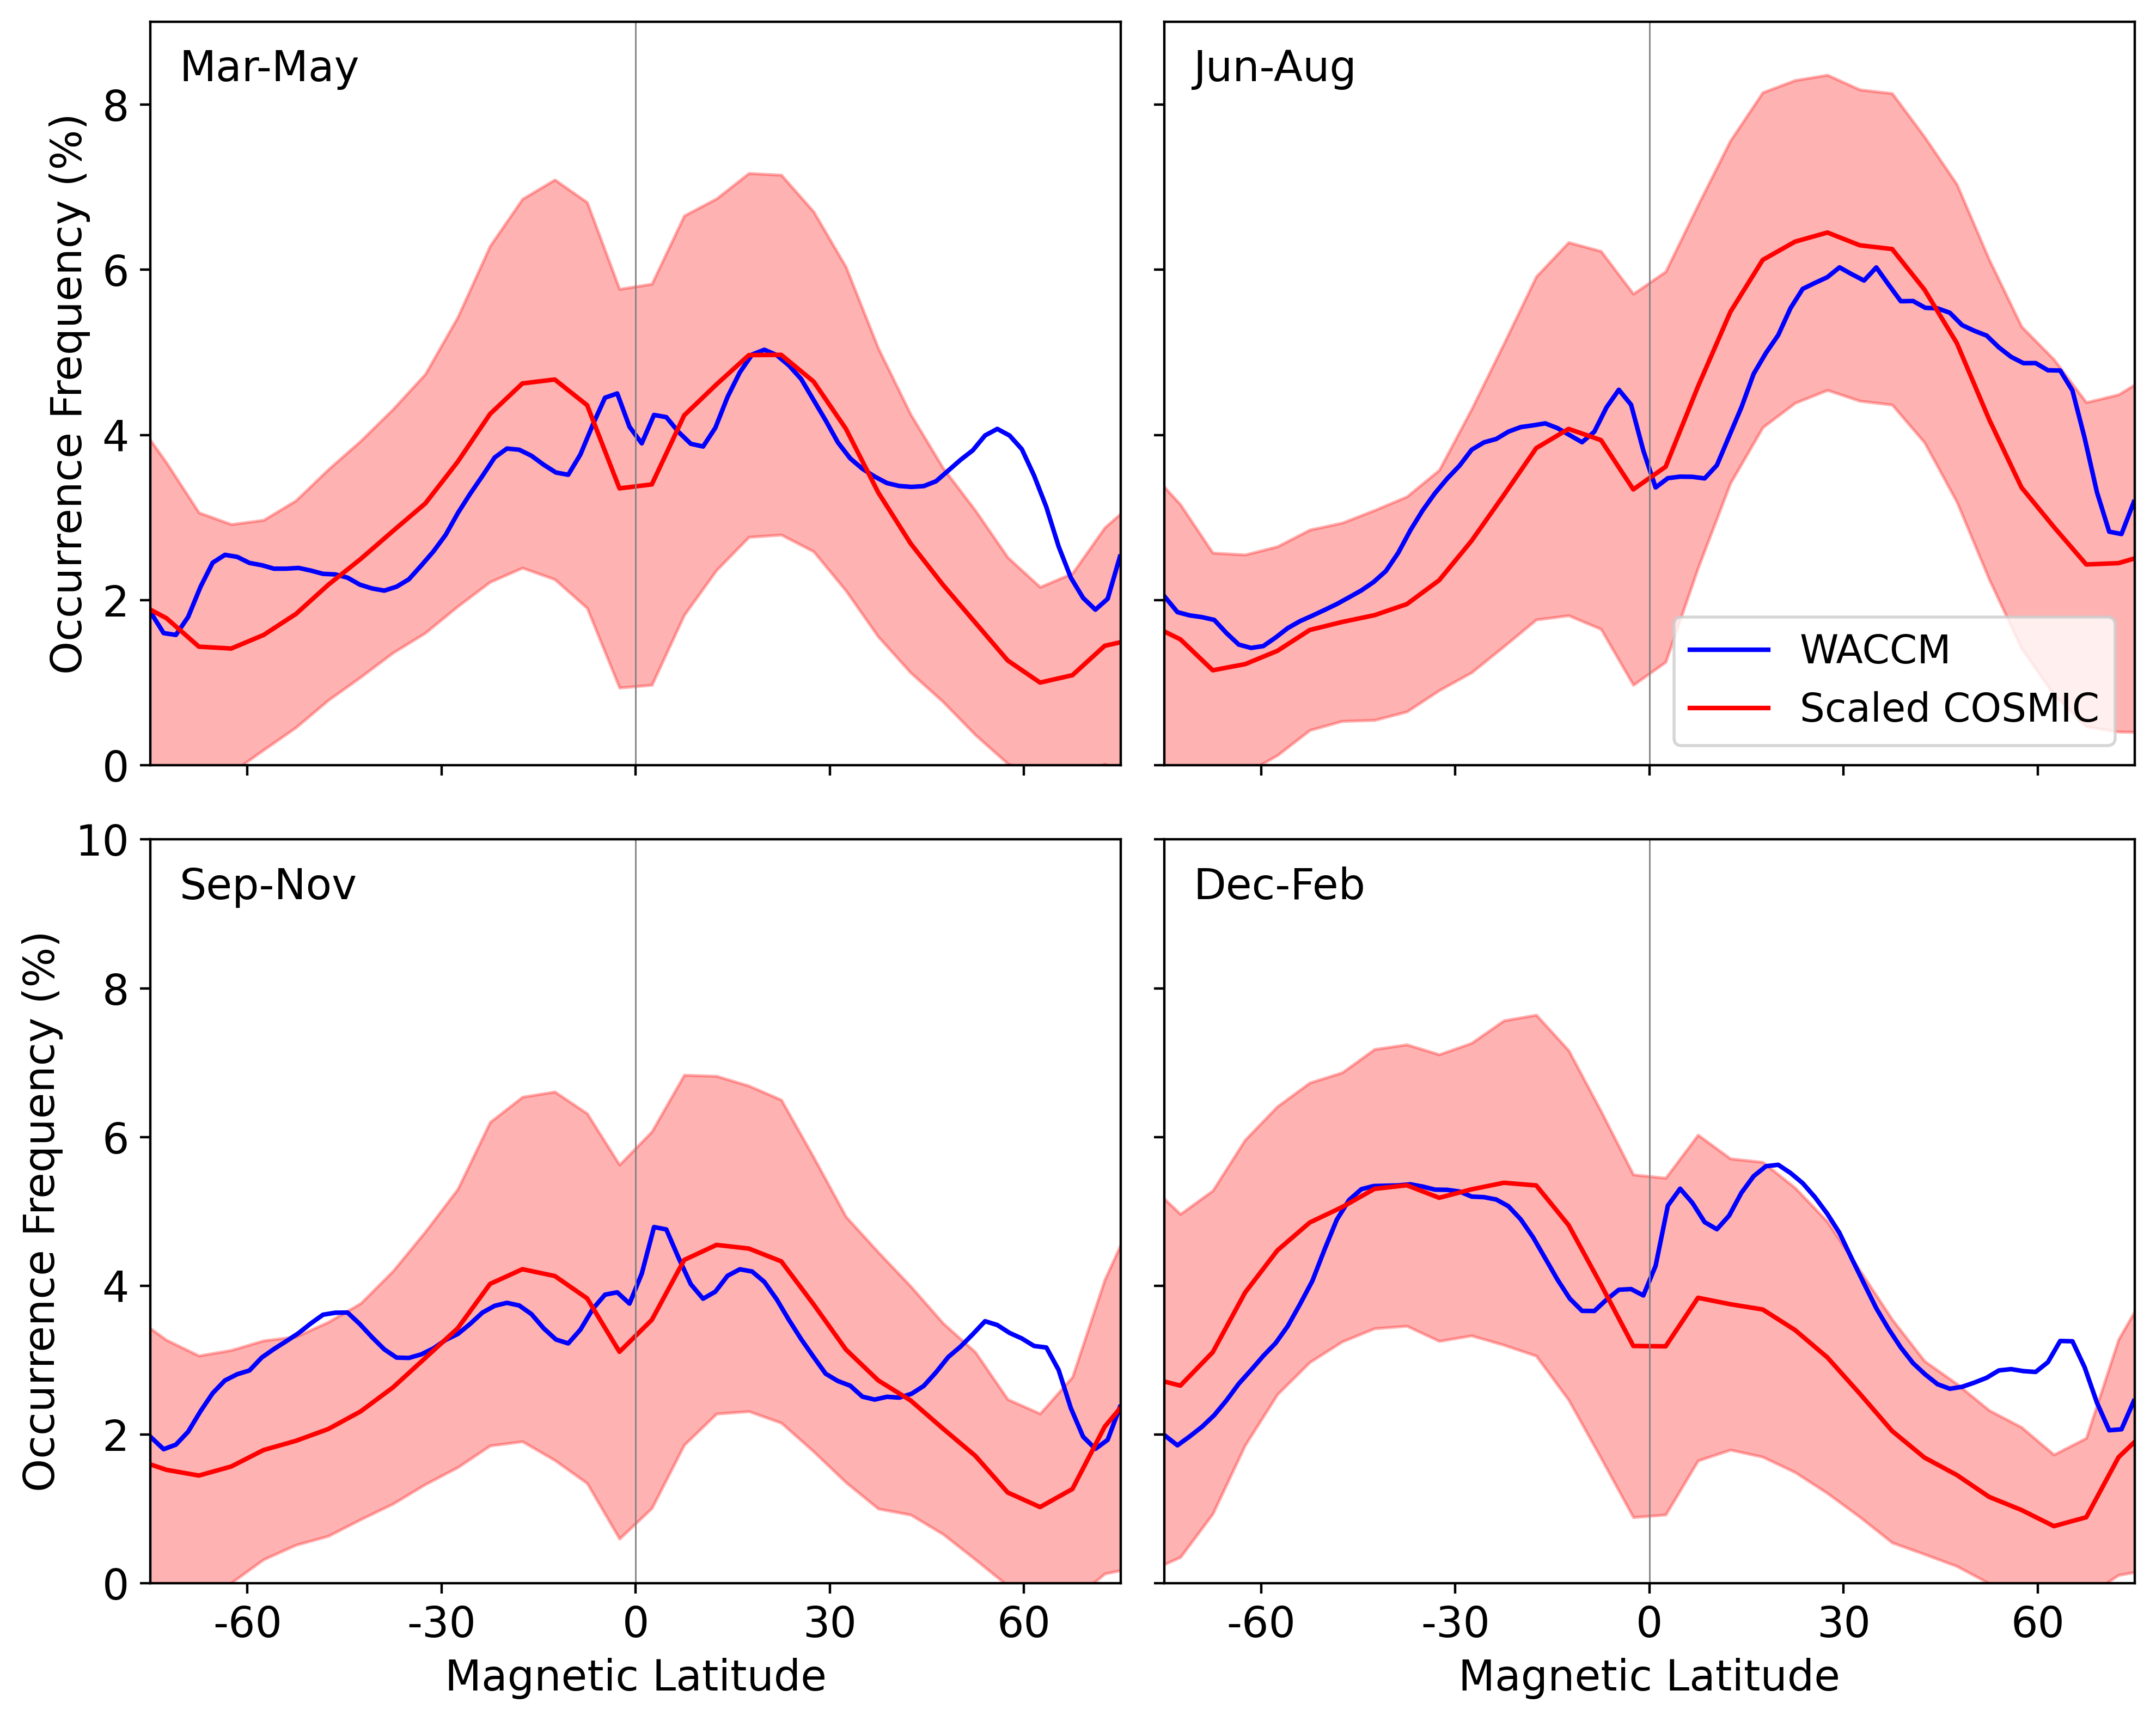 Mar-May
Jun-Aug
Occurrence Frequency (%)
8
6
4
2
0
WACCM
Scaled COSMIC
Sep-Nov
Dec-Feb
Occurrence Frequency (%)
10
8
6
4
2
0
-60 -30 0 30 60
-60 -30 0 30 60
Magnetic Latitude
Magnetic Latitude